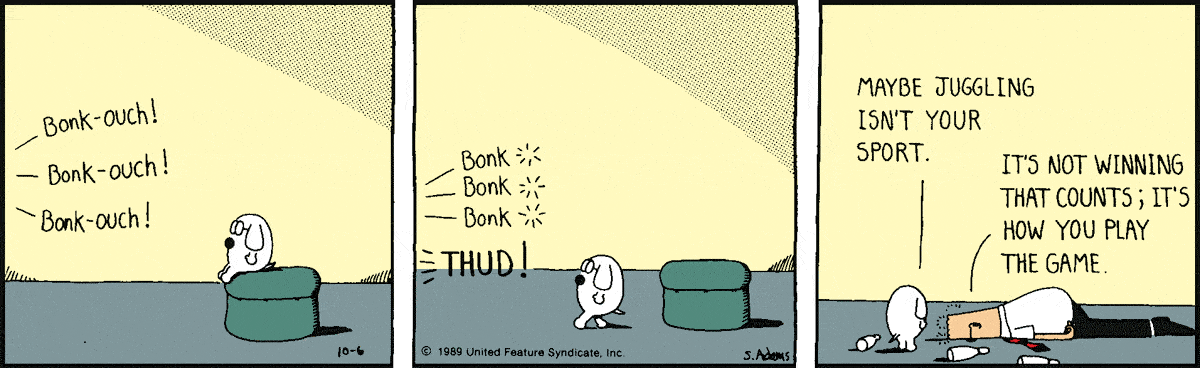 Bonk-ouch!
Bonk-ouch!
Bonk-ouch!
10-6
Bonk
Bonk
Bonk
THUD!
© 1989 United Feature Syndicate, Inc.
S. Adams
MAYBE JUGGLING
ISN'T YOUR
SPORT.
IT'S NOT WINNING
THAT COUNTS; IT'S
HOW YOU PLAY
THE GAME.